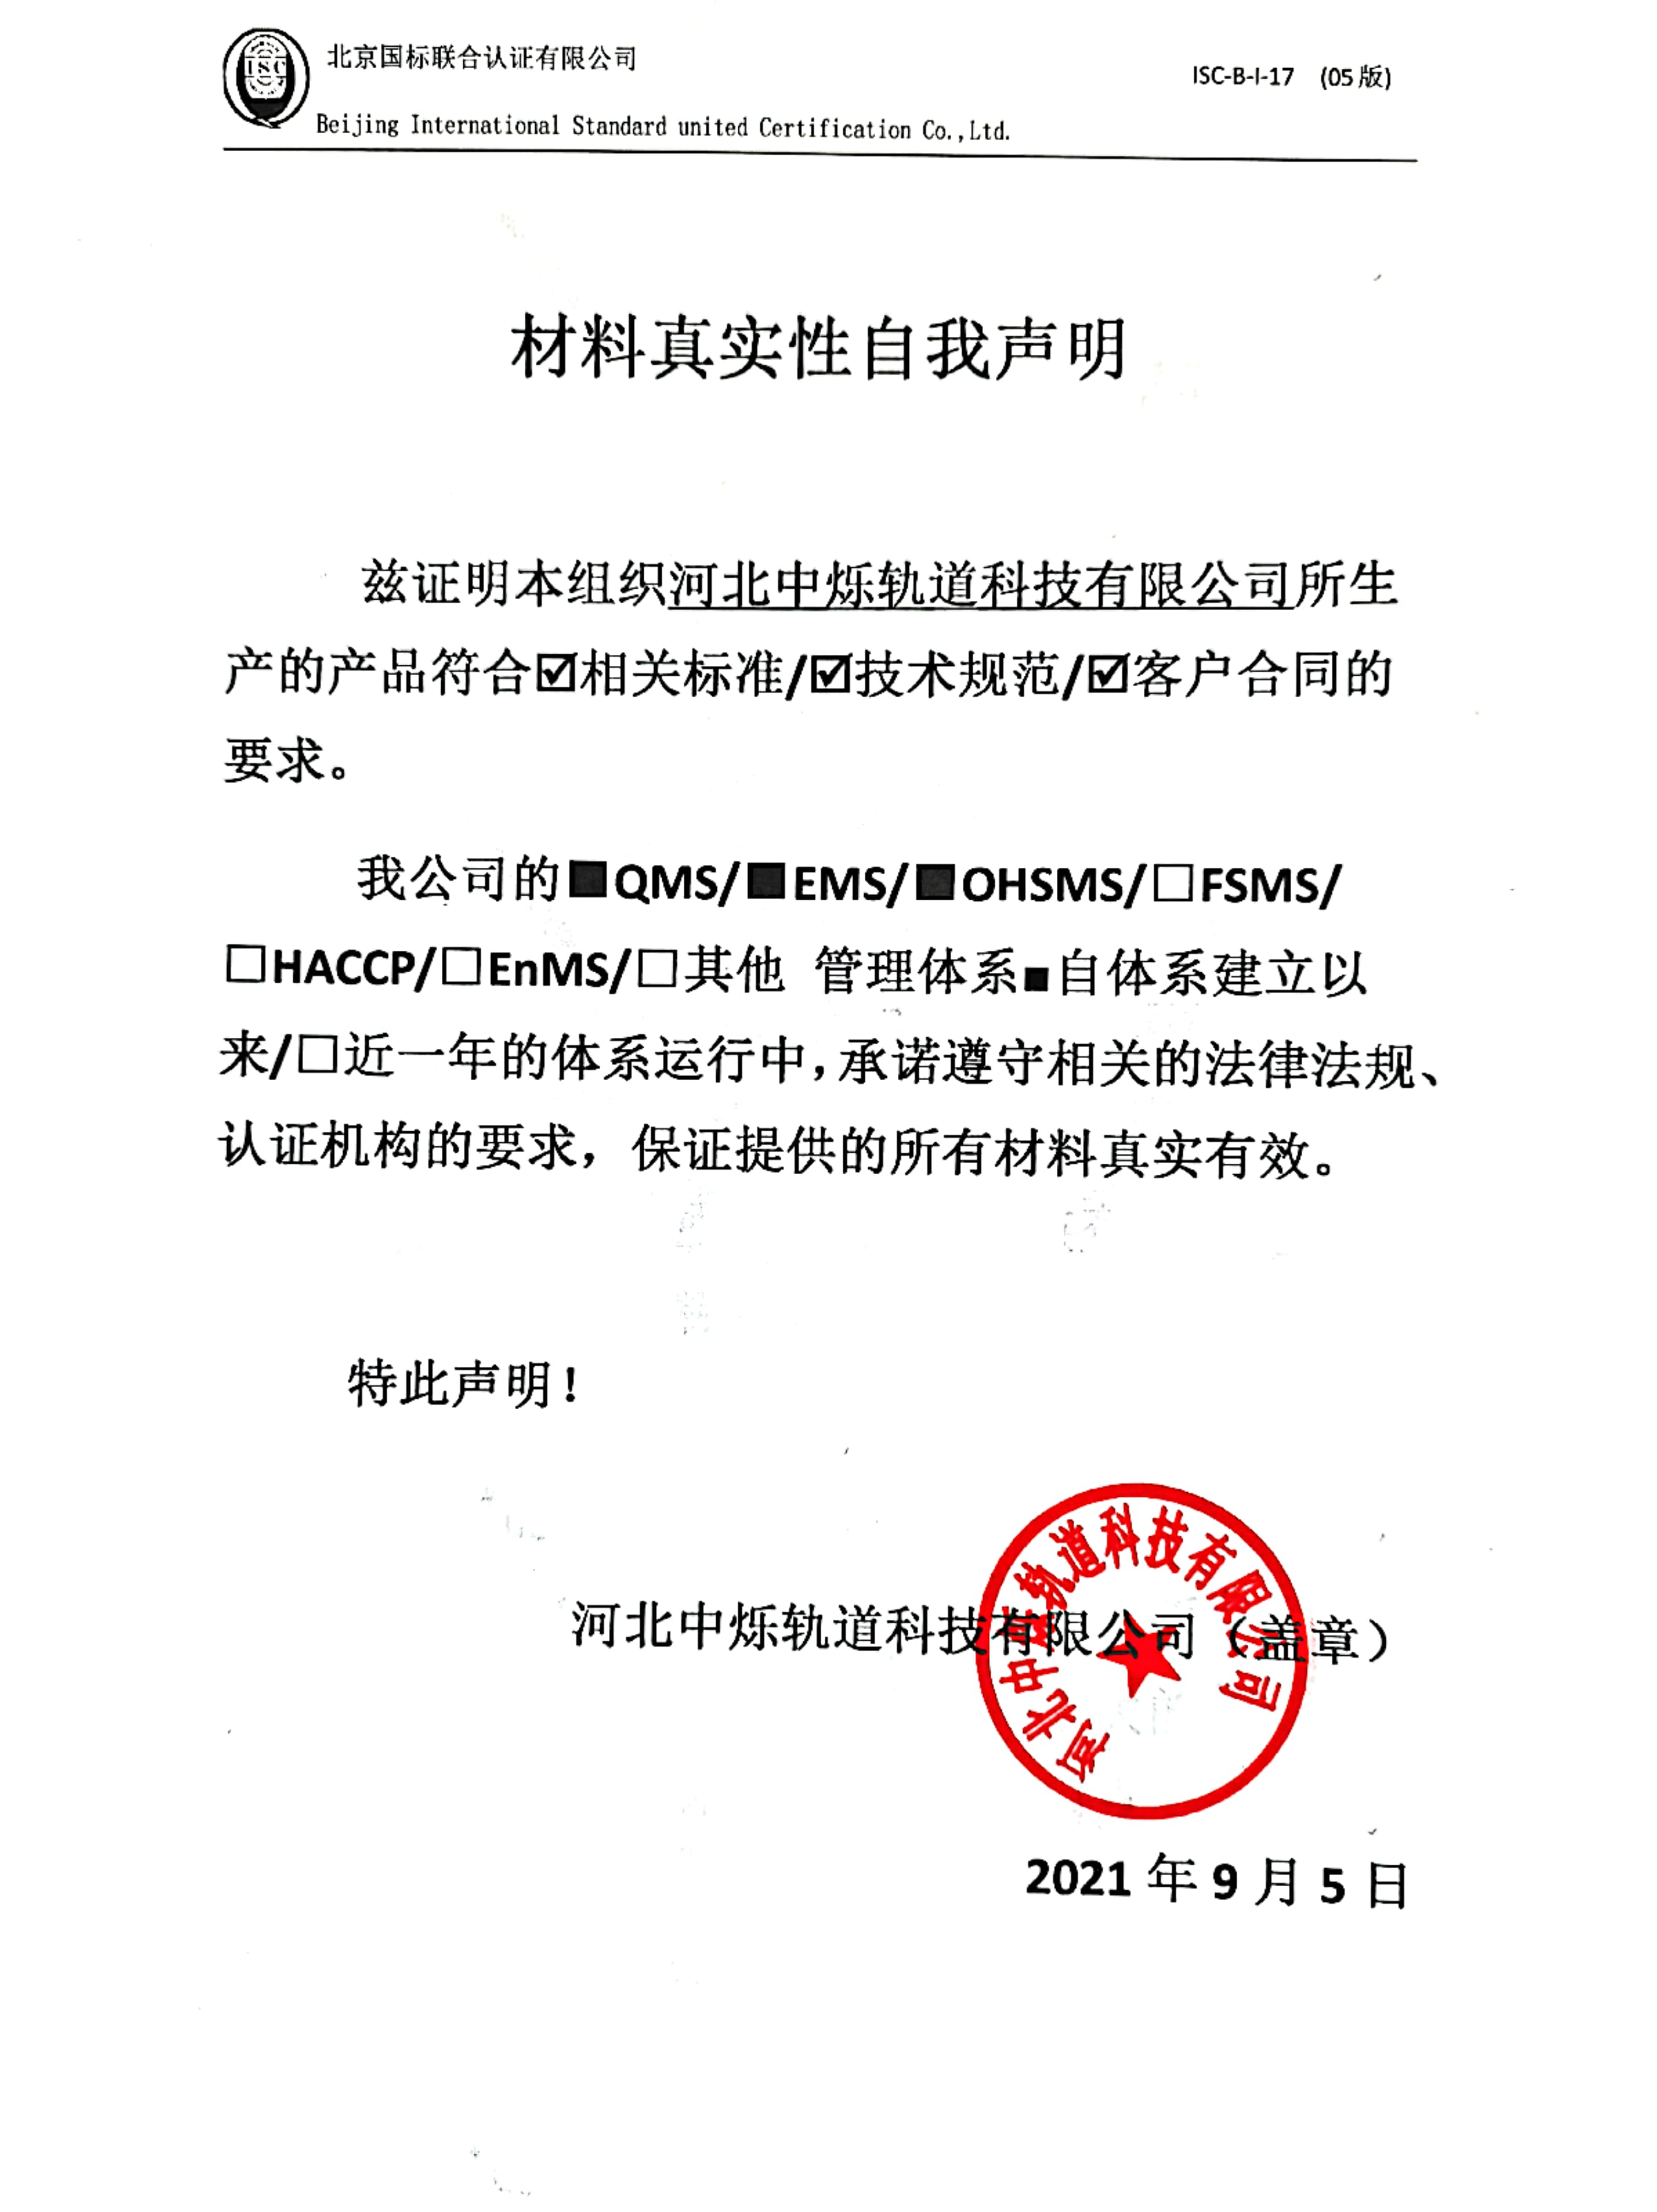 ISC
北京国标联合认证有限公司
ISC-B-I-17 (05版)
Beijing International Standard united Certification Co.,Ltd.
材料真实性自我声明
兹证明本组织河北中烁轨道科技有限公司所生
产的产品符合☑相关标准/☑技术规范/☑客户合同的
要求。
我公司的■QMS/■EMS/■OHSMS/□FSMS/
□HACCP/□EnMS/□其他 管理体系■自体系建立以
来/□近一年的体系运行中,承诺遵守相关的法律法规、
认证机构的要求，保证提供的所有材料真实有效。
特此声明！
河北中烁轨道科技有限公司（盖章）
河北中烁轨道科技有限公司
2021 年 9 月 5 日